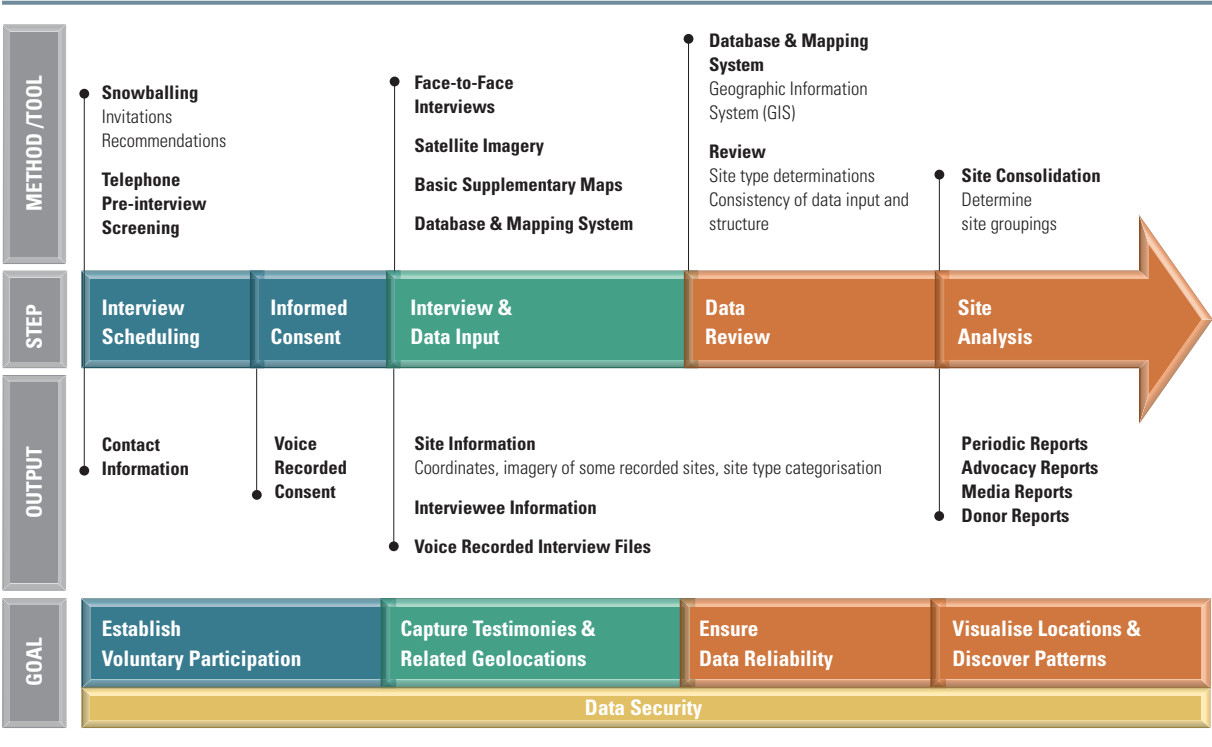 METHOD /TOOL
Snowballing
Invitations
Recommendations
Telephone
Pre-interview
Screening
Face-to-Face
Interviews
Satellite Imagery
Basic Supplementary Maps
Database & Mapping System
Database & Mapping
System
Geographic Information
System (GIS)
Review
Site type determinations
Consistency of data input and
structure
Site Consolidation
Determine
site groupings
STEP
Interview
Scheduling
Informed
Consent
Interview &
Data Input
Data
Review
Site
Analysis
OUTPUT
Contact
Information
Voice
Recorded
Consent
Site Information
Coordinates, imagery of some recorded sites, site type categorisation
Interviewee Information
Voice Recorded Interview Files
Periodic Reports
Advocacy Reports
Media Reports
Donor Reports
GOAL
Establish
Voluntary Participation
Capture Testimonies &
Related Geolocations
Ensure
Data Reliability
Visualise Locations &
Discover Patterns
Data Security